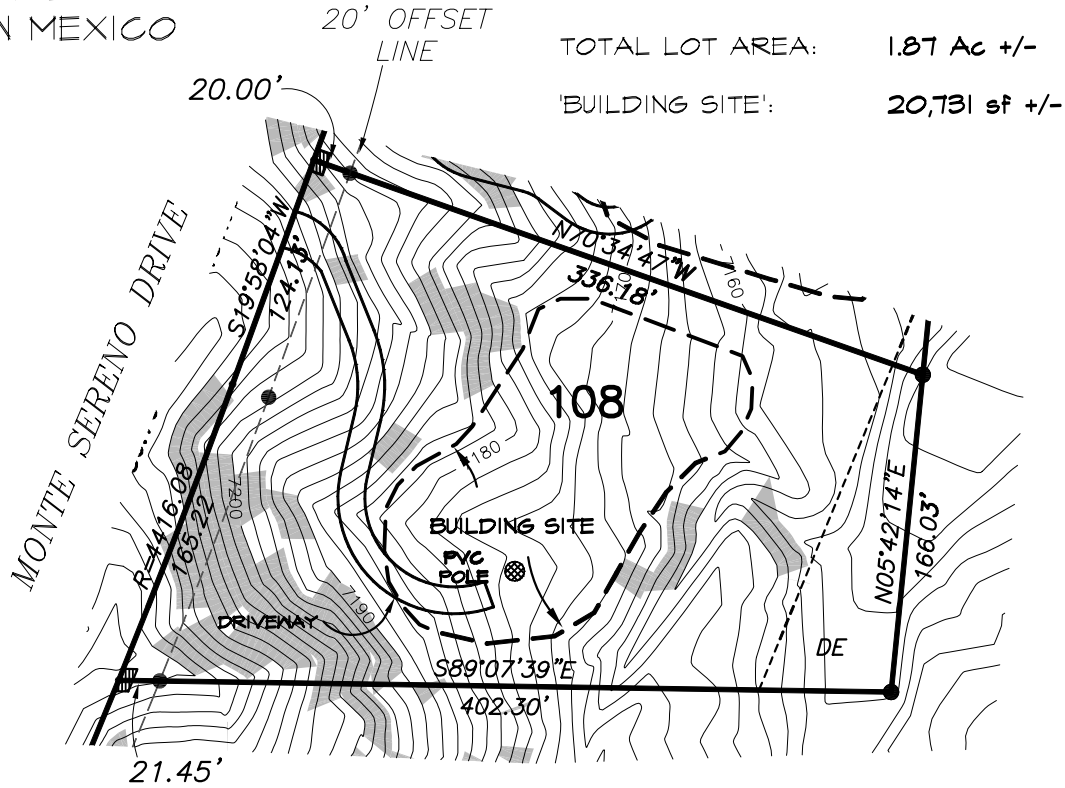 N MEXICO
20' OFFSET
LINE
TOTAL LOT AREA: 1.87 Ac +/-
20.00'
'BUILDING SITE': 20,731 sf +/-
MONTE SERENO DRIVE
S19°58'04"W
124.13'
N70°34'47"W
336.18'
7160
108
7180
R=4416.08
165.22
7200
BUILDING SITE
PVC
POLE
N05°42'14"E
166.03'
7190
DRIVEWAY
DE
S89°07'39"E
402.30'
21.45'